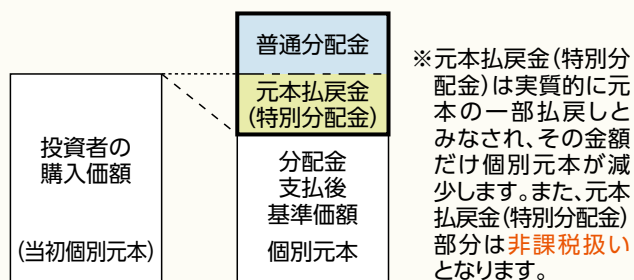 普通分配金
元本払戻金
(特別分配金)
投資者の
購入価額
(当初個別元本)
分配金
支払後
基準価額
個別元本
※元本払戻金(特別分
配金)は実質的に元
本の一部払戻しと
みなされ、その金額
だけ個別元本が減
少します。また、元本
払戻金(特別分配金)
部分は非課税扱い
となります。